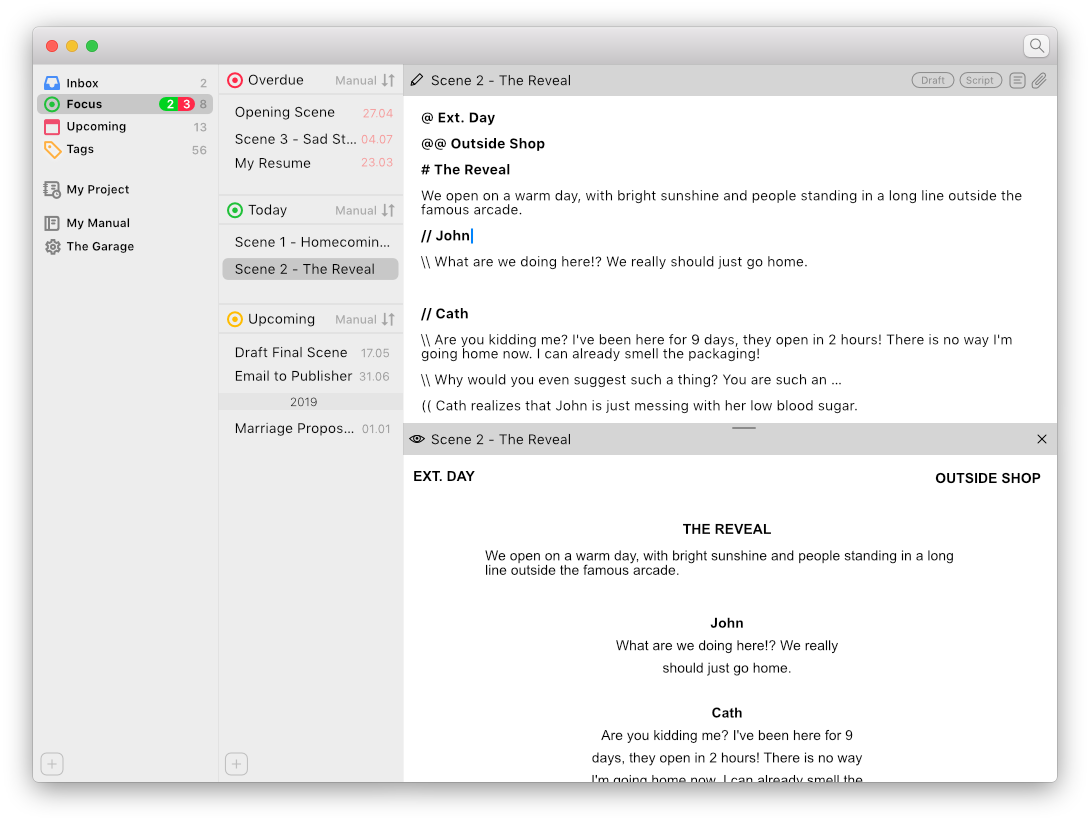 Inbox 2
Focus 2 3 8
Upcoming 13
Tags 56
My Project
My Manual
The Garage
Overdue Manual
Opening Scene 27.04
Scene 3 - Sad St... 04.07
My Resume 23.03
Today Manual
Scene 1 - Homecomin...
Scene 2 - The Reveal
Upcoming Manual
Draft Final Scene 17.05
Email to Publisher 31.06
2019
Marriage Propos... 01.01
Scene 2 - The Reveal Draft Script
@ Ext. Day
@@ Outside Shop
# The Reveal
We open on a warm day, with bright sunshine and people standing in a long line outside the
famous arcade.
// John
\\ What are we doing here!? We really should just go home.
// Cath
\\ Are you kidding me? I've been here for 9 days, they open in 2 hours! There is no way I'm
going home now. I can already smell the packaging!
\\ Why would you even suggest such a thing? You are such an ...
(( Cath realizes that John is just messing with her low blood sugar.
Scene 2 - The Reveal
EXT. DAY
OUTSIDE SHOP
THE REVEAL
We open on a warm day, with bright sunshine and people standing in a long
line outside the famous arcade.
John
What are we doing here!? We really
should just go home.
Cath
Are you kidding me? I've been here for 9
days, they open in 2 hours! There is no way
I'm going home now. I can already smell the